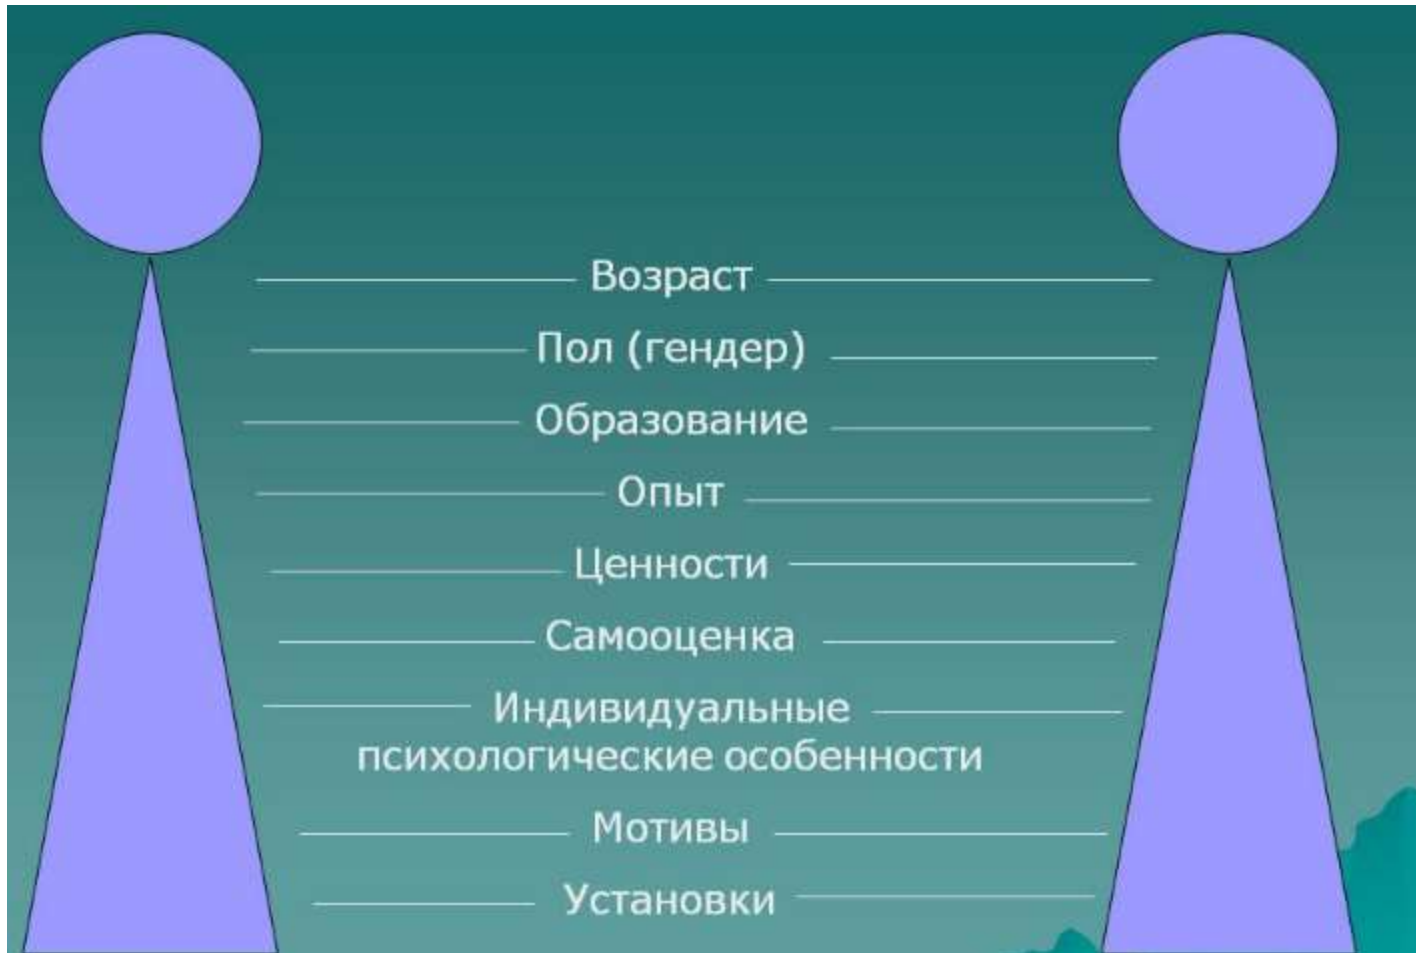 Возраст
Пол (гендер)
Образование
Опыт
Ценности
Самооценка
Индивидуальные
психологические особенности
Мотивы
Установки